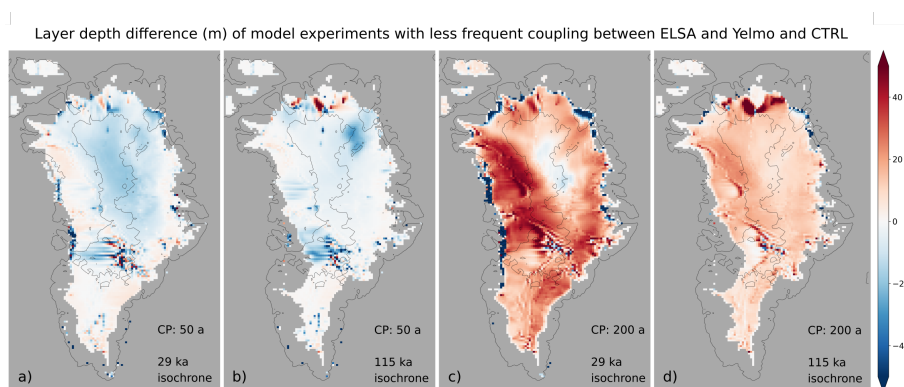 Layer depth difference (m) of model experiments with less frequent coupling between ELSA and Yelmo and CTRL
CP: 50 a
29 ka
isochrone
a)
CP: 50 a
115 ka
isochrone
b)
CP: 200 a
29 ka
isochrone
c)
CP: 200 a
115 ka
isochrone
d)
40
20
0
−2
−4